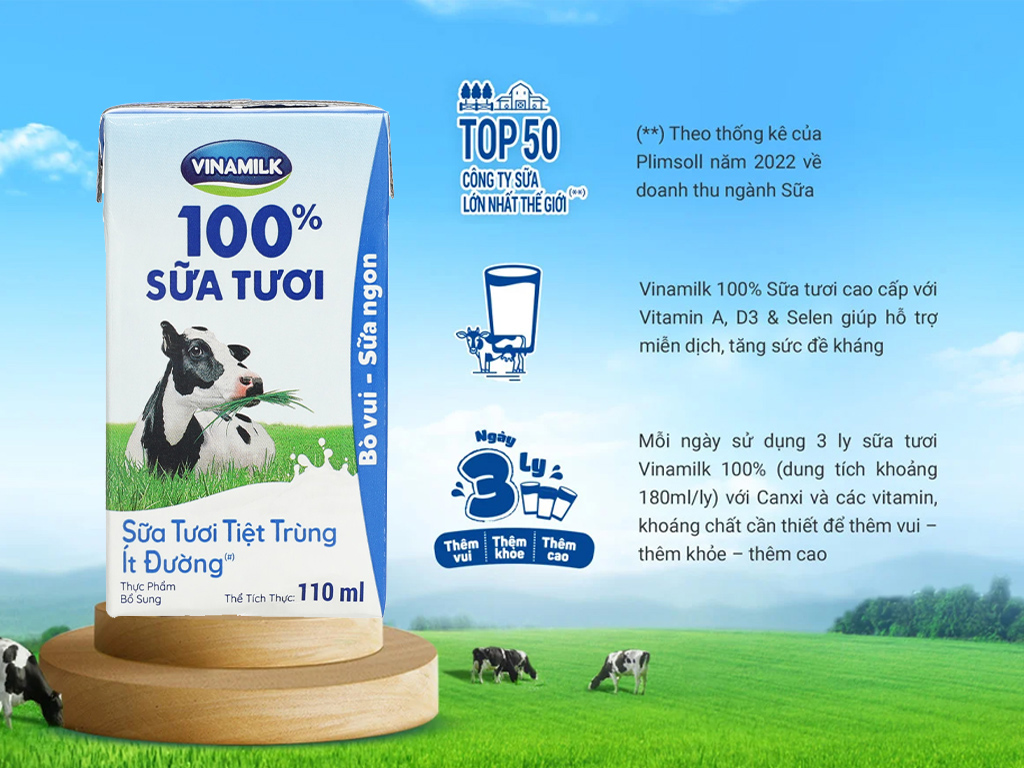 VINAMILK
100%
SỮA TƯƠI
Bò vui - Sữa ngon
Sữa Tươi Tiệt Trùng
Ít Đường(#)
Thực Phẩm
Bổ Sung
Thể Tích Thực: 110 ml
TOP 50
CÔNG TY SỮA
LỚN NHẤT THẾ GIỚI (**)
(**) Theo thống kê của
Plimsoll năm 2022 về
doanh thu ngành Sữa
Vinamilk 100% Sữa tươi cao cấp với
Vitamin A, D3 & Selen giúp hỗ trợ
miễn dịch, tăng sức đề kháng
Ngày
3 Ly
Thêm vui
Thêm khỏe
Thêm cao
Mỗi ngày sử dụng 3 ly sữa tươi
Vinamilk 100% (dung tích khoảng
180ml/ly) với Canxi và các vitamin,
khoáng chất cần thiết để thêm vui –
thêm khỏe – thêm cao